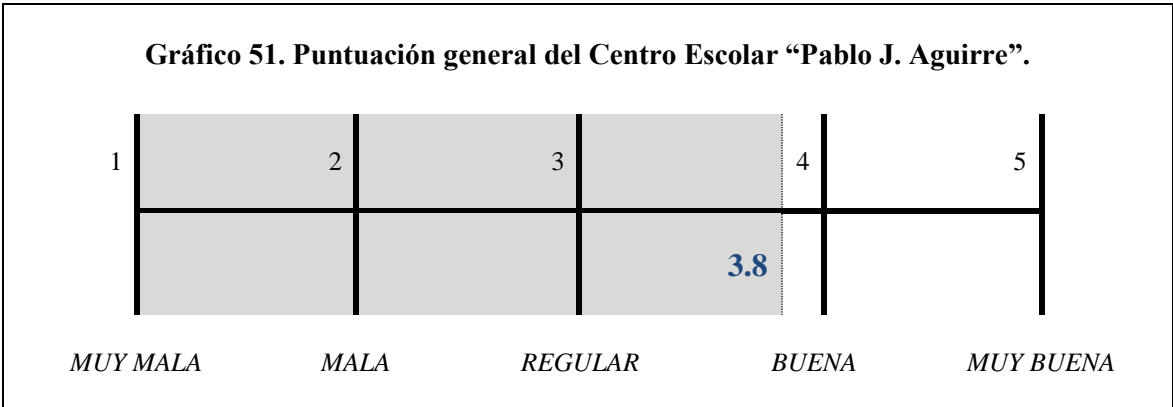 Gráfico 51. Puntuación general del Centro Escolar “Pablo J. Aguirre”.
1 2 3 4 5
3.8
MUY MALA MALA REGULAR BUENA MUY BUENA